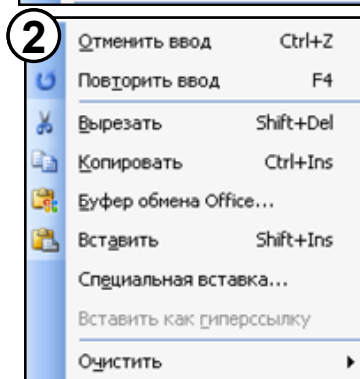 2
Отменить ввод Ctrl+Z
Повторить ввод F4
Вырезать Shift+Del
Копировать Ctrl+Ins
Буфер обмена Office...
Вставить Shift+Ins
Специальная вставка...
Вставить как гиперссылку
Очистить